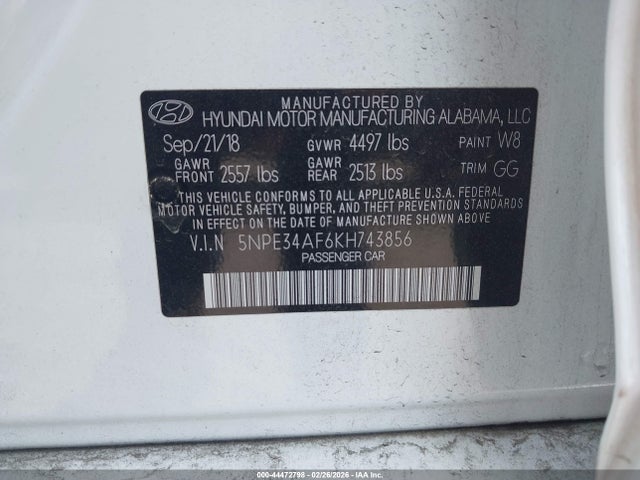 MANUFACTURED BY
HYUNDAI MOTOR MANUFACTURING ALABAMA, LLC
Sep/21/18 GVWR 4497 lbs PAINT W8
GAWR FRONT 2557 lbs GAWR REAR 2513 lbs TRIM GG
THIS VEHICLE CONFORMS TO ALL APPLICABLE U.S.A. FEDERAL
MOTOR VEHICLE SAFETY, BUMPER, AND THEFT PREVENTION STANDARDS
IN EFFECT ON THE DATE OF MANUFACTURE SHOWN ABOVE.
V.I.N 5NPE34AF6KH743856
PASSENGER CAR
000-44472798 - 02/26/2026 - IAA, Inc.